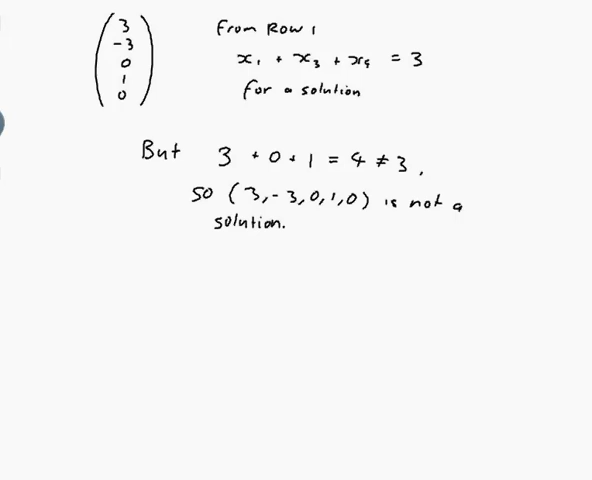 3
-3
0
1
0
From Row 1
x₁ + x₃ + x₄ = 3
for a solution
But 3 + 0 + 1 = 4 ≠ 3,
so (3,-3,0,1,0) is not a
solution.